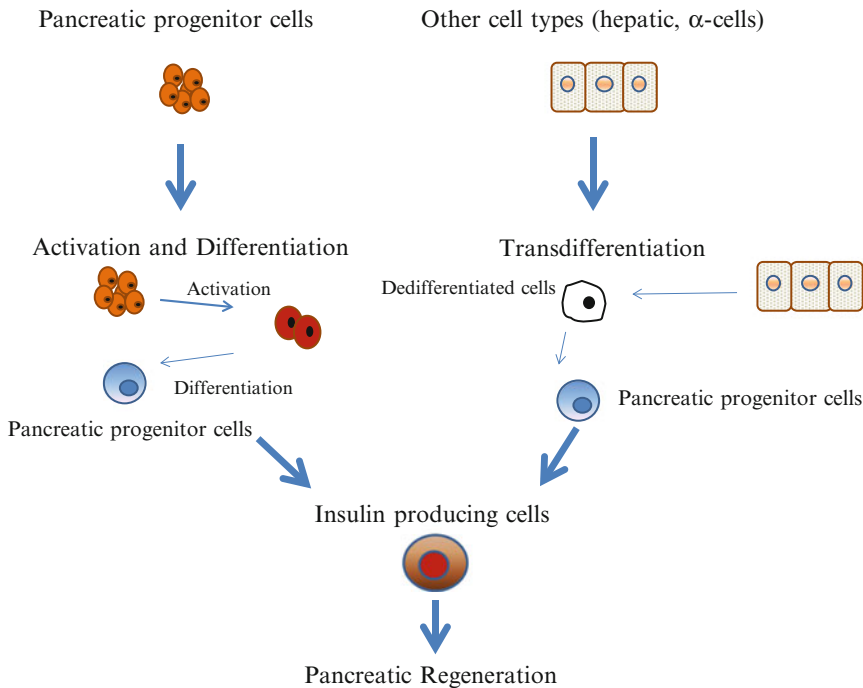 Pancreatic progenitor cells
Other cell types (hepatic, α-cells)
Activation and Differentiation
Transdifferentiation
Activation
Dedifferentiated cells
Differentiation
Pancreatic progenitor cells
Pancreatic progenitor cells
Insulin producing cells
Pancreatic Regeneration